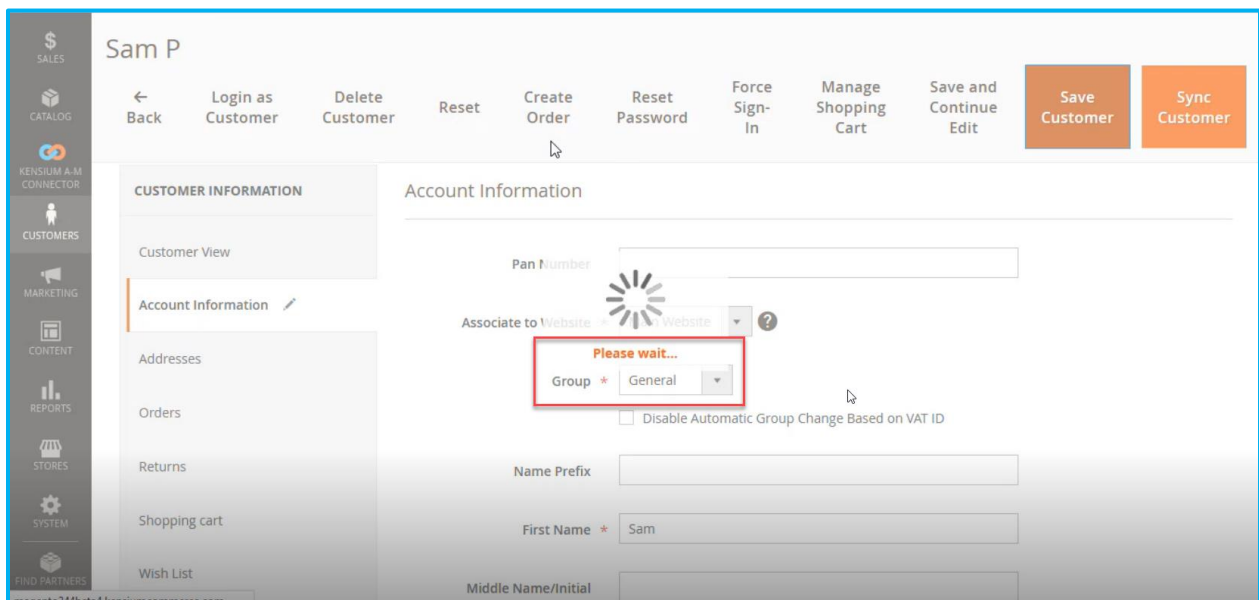 $
SALES
CATALOG
KENSIUM A-M
CONNECTOR
CUSTOMERS
MARKETING
CONTENT
REPORTS
STORES
SYSTEM
FIND PARTNERS
Sam P
←
Back
Login as
Customer
Delete
Customer
Reset
Create
Order
Reset
Password
Force
Sign-
In
Manage
Shopping
Cart
Save and
Continue
Edit
Save
Customer
Sync
Customer
CUSTOMER INFORMATION
Customer View
Account Information
Addresses
Orders
Returns
Shopping cart
Wish List
Account Information
Pan Number
Associate to Website *
Website
?
Please wait...
Group * General
Disable Automatic Group Change Based on VAT ID
Name Prefix
First Name * Sam
Middle Name/Initial